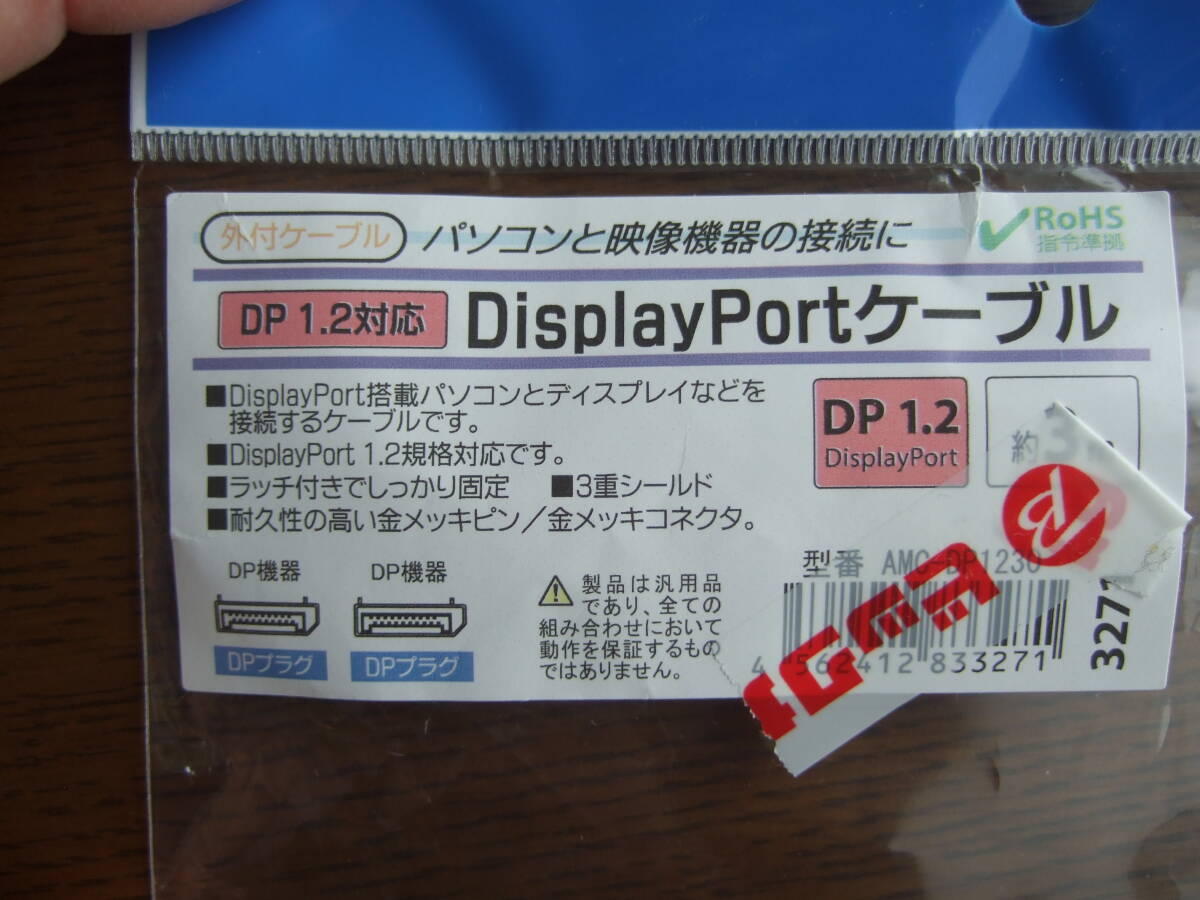 外付ケーブル パソコンと映像機器の接続に
RoHS
指令準拠
DP 1.2対応 DisplayPortケーブル
■DisplayPort搭載パソコンとディスプレイなどを
接続するケーブルです。
■DisplayPort 1.2規格対応です。
■ラッチ付きでしっかり固定 ■3重シールド
■耐久性の高い金メッキピン／金メッキコネクタ。
DP 1.2
DisplayPort
約3
DP機器 DP機器
DPプラグ DPプラグ
製品は汎用品
であり、全ての
組み合わせにおいて
動作を保証するもの
ではありません。
型番 AMC-DP1230
4 562412 833271
3271